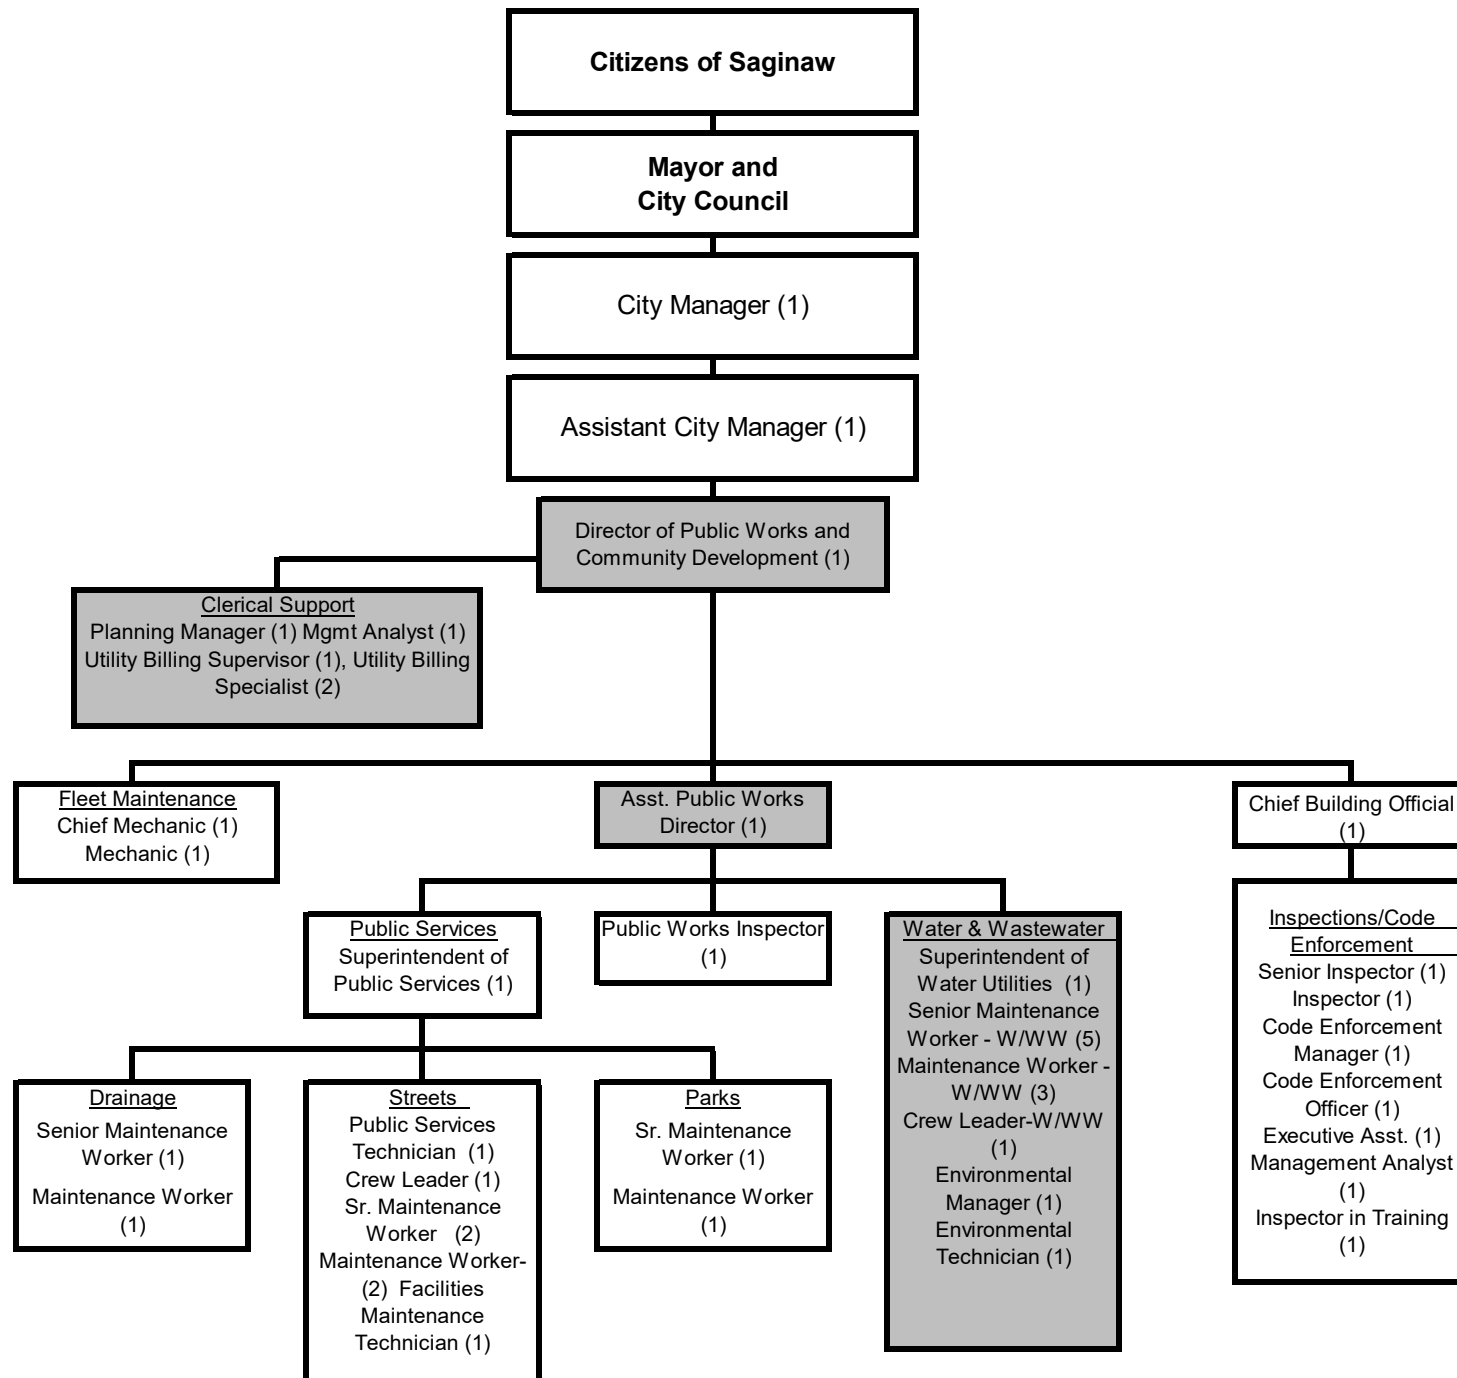 Citizens of Saginaw
Mayor and
City Council
City Manager (1)
Assistant City Manager (1)
Director of Public Works and
Community Development (1)
Clerical Support
Planning Manager (1) Mgmt Analyst (1)
Utility Billing Supervisor (1), Utility Billing
Specialist (2)
Fleet Maintenance
Chief Mechanic (1)
Mechanic (1)
Asst. Public Works
Director (1)
Chief Building Official
(1)
Public Services
Superintendent of
Public Services (1)
Public Works Inspector
(1)
Water & Wastewater
Superintendent of
Water Utilities (1)
Senior Maintenance
Worker - W/WW (5)
Maintenance Worker -
W/WW (3)
Crew Leader-W/WW
(1)
Environmental
Manager (1)
Environmental
Technician (1)
Inspections/Code
Enforcement
Senior Inspector (1)
Inspector (1)
Code Enforcement
Manager (1)
Code Enforcement
Officer (1)
Executive Asst. (1)
Management Analyst
(1)
Inspector in Training
(1)
Drainage
Senior Maintenance
Worker (1)
Maintenance Worker
(1)
Streets
Public Services
Technician (1)
Crew Leader (1)
Sr. Maintenance
Worker (2)
Maintenance Worker-
(2) Facilities
Maintenance
Technician (1)
Parks
Sr. Maintenance
Worker (1)
Maintenance Worker
(1)